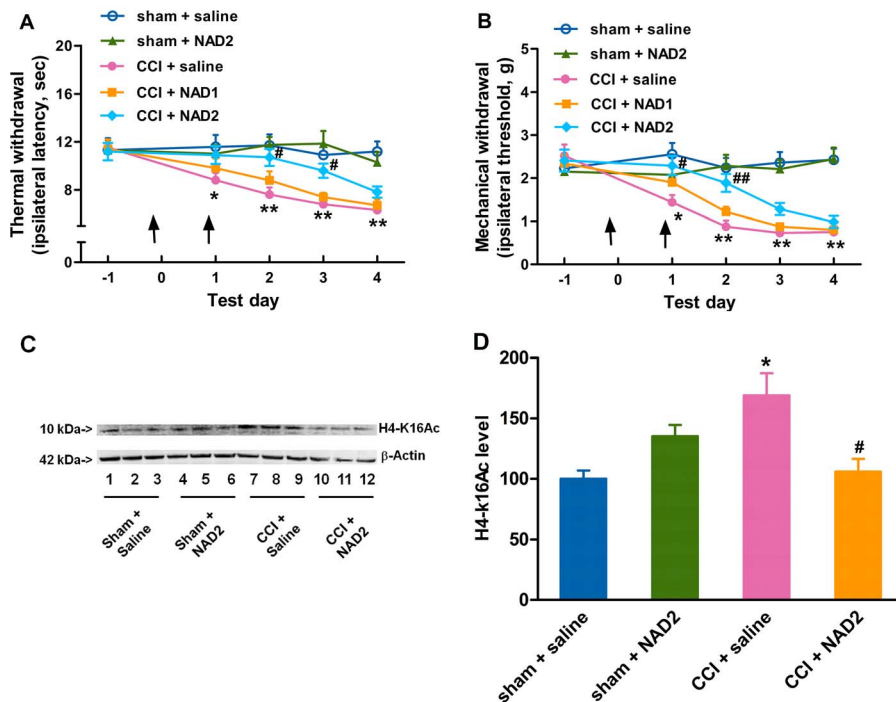 A
sham + saline
sham + NAD2
CCI + saline
CCI + NAD1
CCI + NAD2
Thermal withdrawal
(ipsilateral latency, sec)
20
16
12
8
0
#
#
*
**
**
**
-1 0 1 2 3 4
Test day
B
sham + saline
sham + NAD2
CCI + saline
CCI + NAD1
CCI + NAD2
Mechanical withdrawal
(ipsilateral threshold, g)
5
4
3
2
1
0
#
##
*
**
**
**
-1 0 1 2 3 4
Test day
C
10 kDa-> H4-K16Ac
42 kDa-> β-Actin
1 2 3 4 5 6 7 8 9 10 11 12
Sham +
Saline
Sham +
NAD2
CCI +
Saline
CCI +
NAD2
D
H4-k16Ac level
200
150
100
50
0
*
#
sham + saline
sham + NAD2
CCI + saline
CCI + NAD2